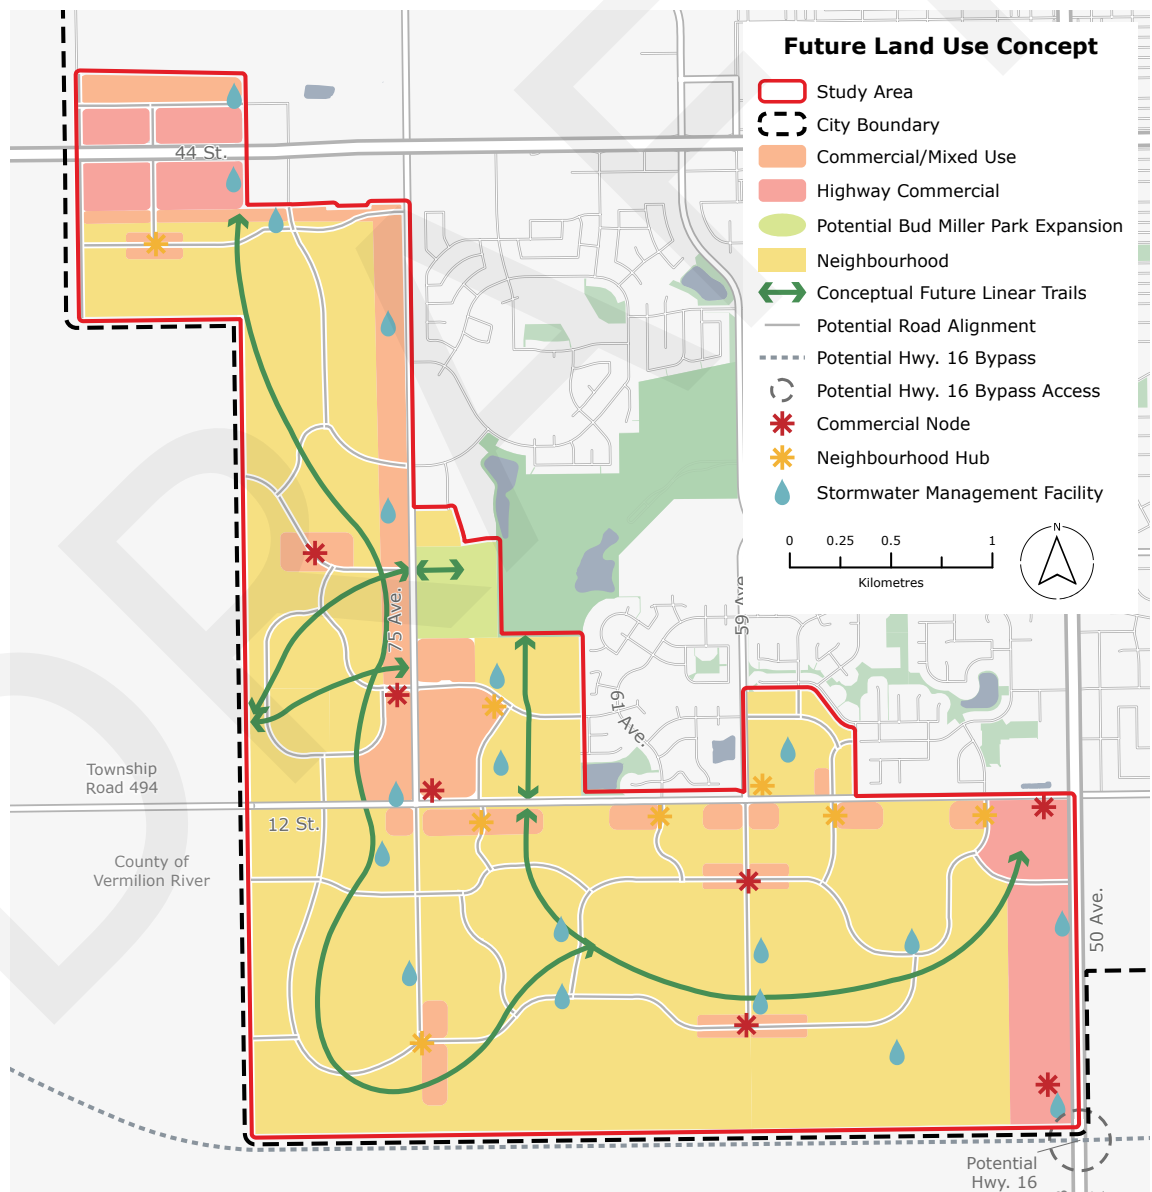 Future Land Use Concept
Study Area
City Boundary
Commercial/Mixed Use
Highway Commercial
Potential Bud Miller Park Expansion
Neighbourhood
Conceptual Future Linear Trails
Potential Road Alignment
Potential Hwy. 16 Bypass
Potential Hwy. 16 Bypass Access
Commercial Node
Neighbourhood Hub
Stormwater Management Facility
0 0.25 0.5 1
Kilometres
N
44 St.
75 Ave.
59 Ave
61 Ave.
Township
Road 494
12 St.
County of
Vermilion River
50 Ave.
Potential
Hwy. 16
DRAFT